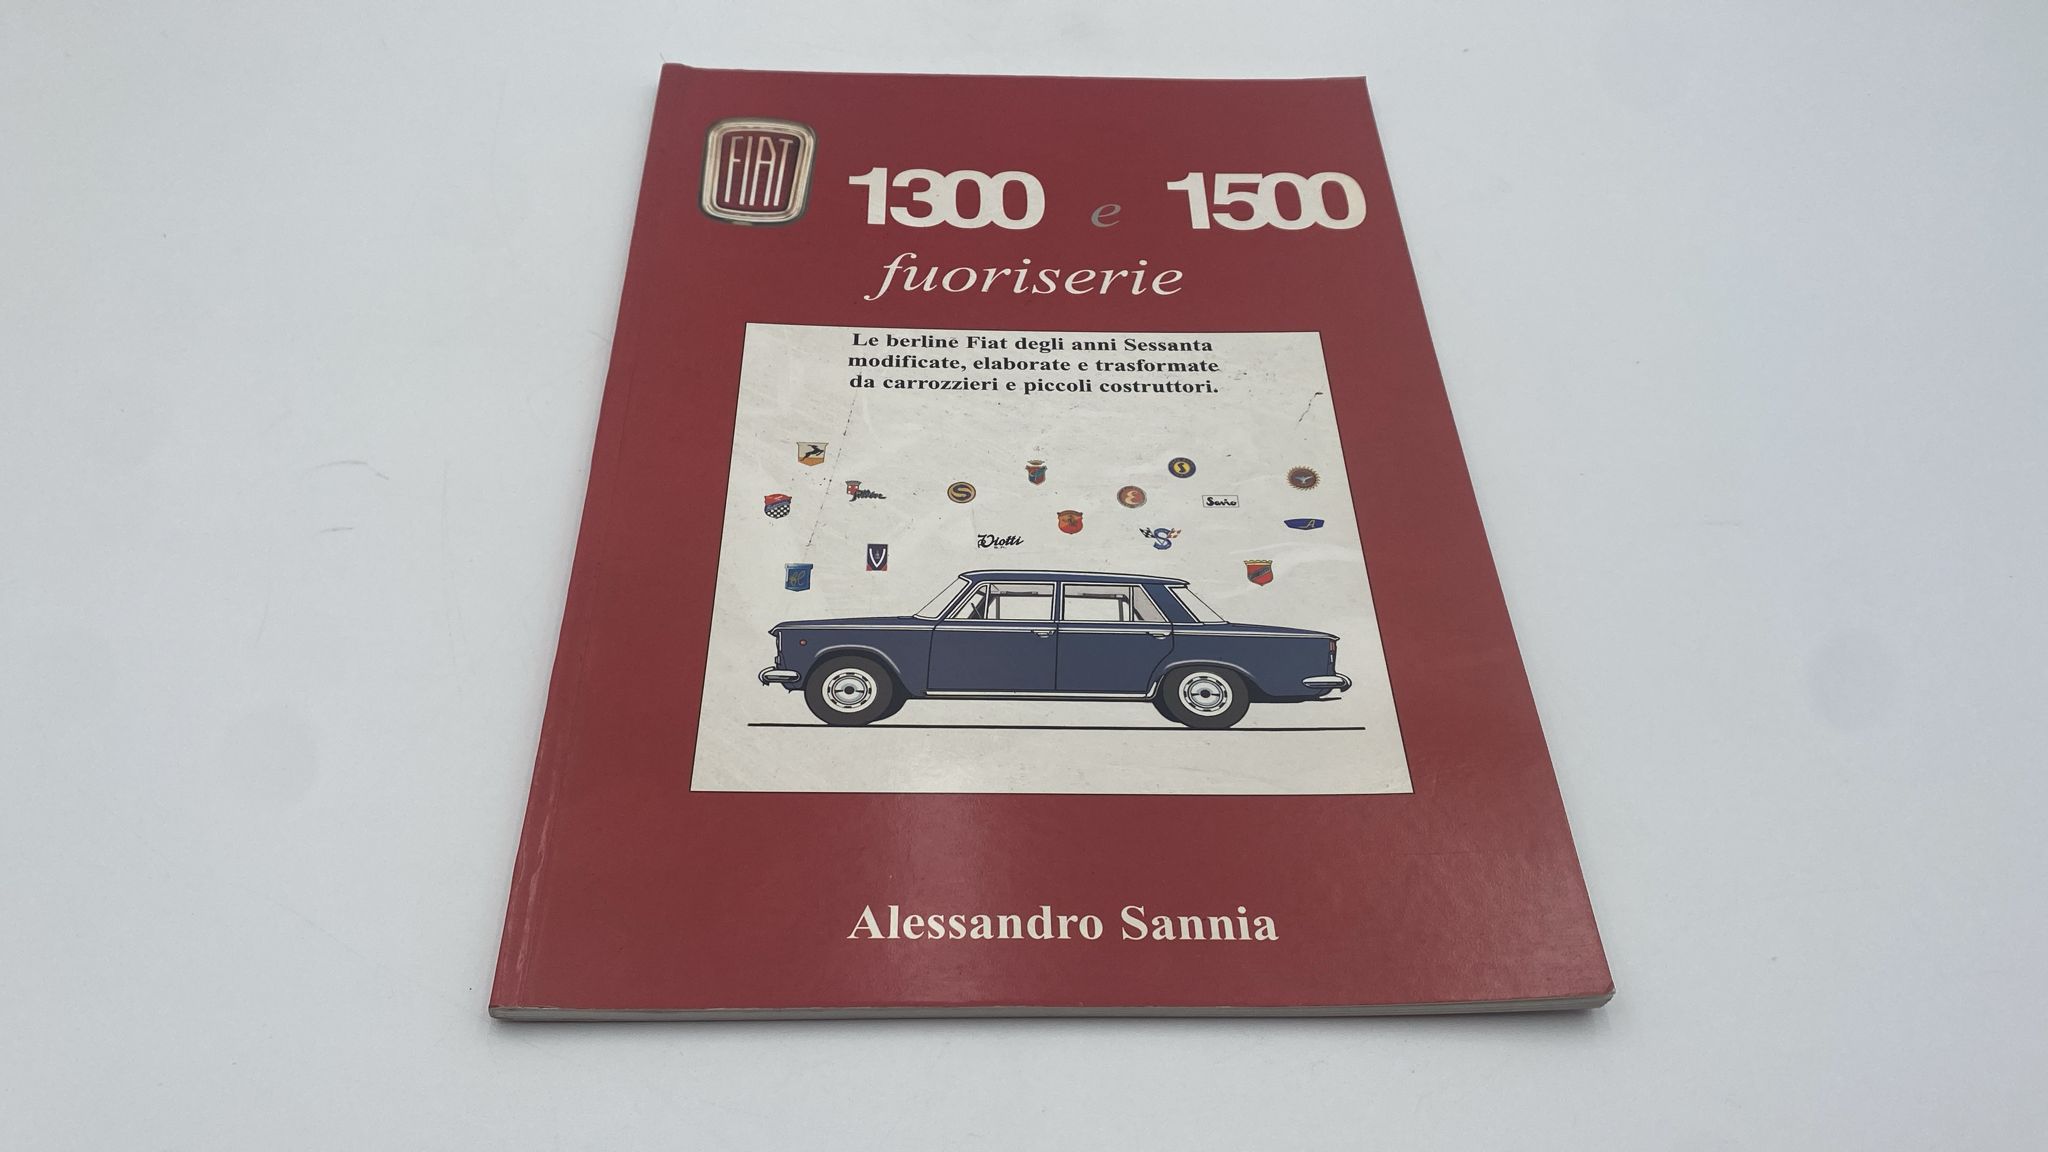 FIAT
1300 e 1500
fuoriserie
Le berline Fiat degli anni Sessanta
modificate, elaborate e trasformate
da carrozzieri e piccoli costruttori.
S
S
E
Savio
Viotti
S
A
V
Alessandro Sannia